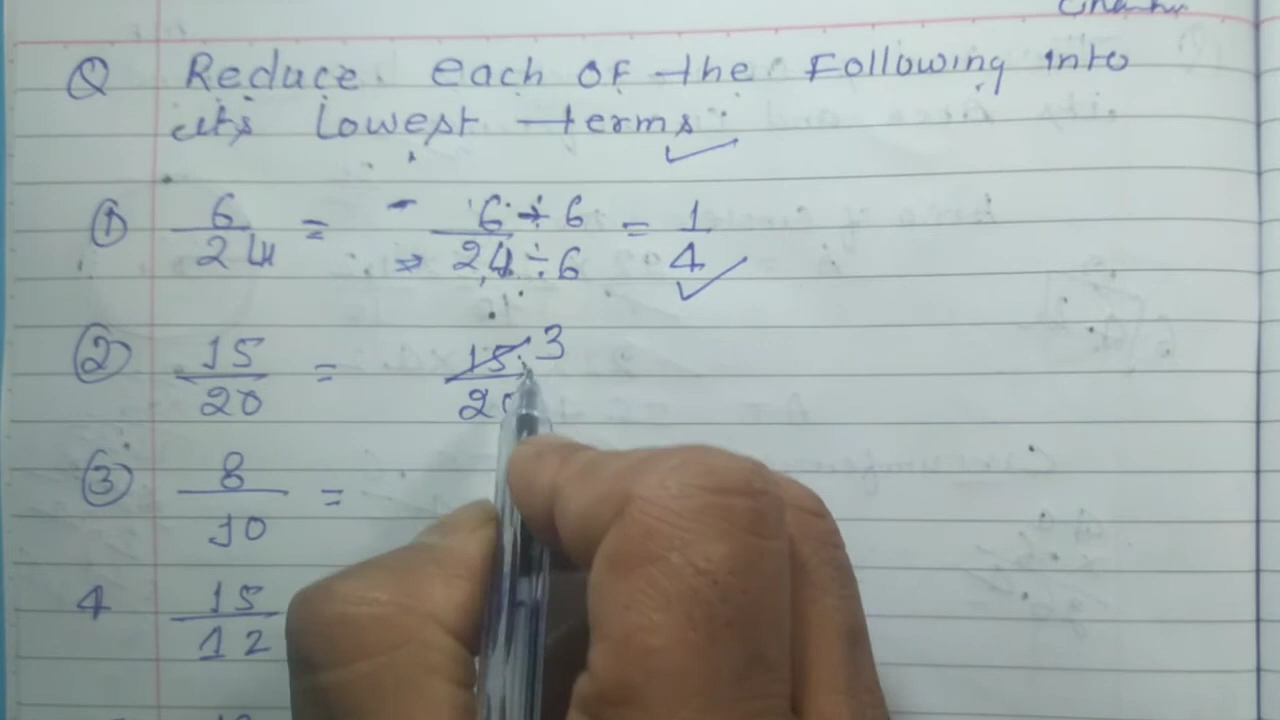 Q Reduce each of the following into
its lowest terms
① 6/24 = 6÷6/24÷6 = 1/4
② 15/20 = 15/20 3
③ 8/10 =
4 15/12